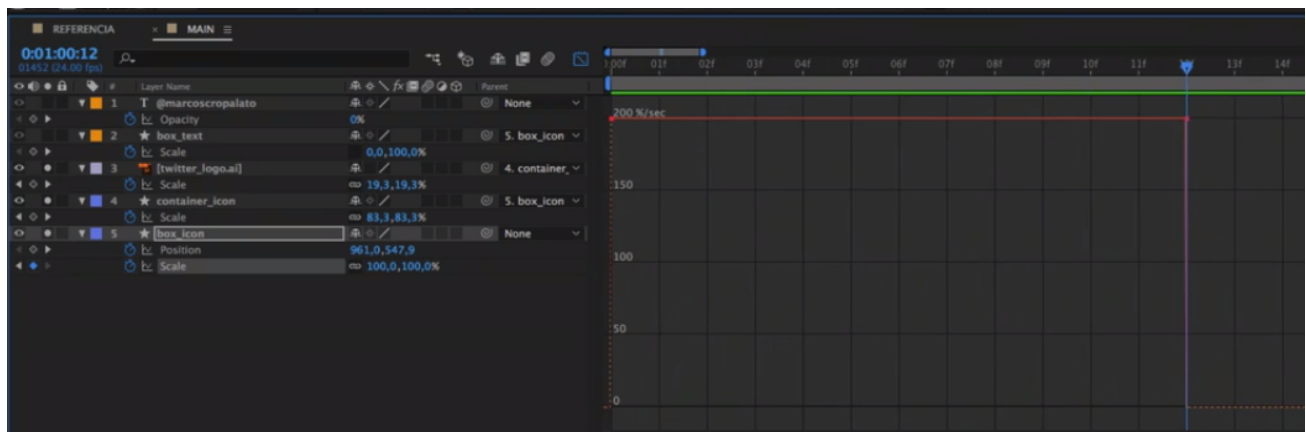 REFERENCIA × MAIN
0:01:00:12
01452 (24.00 fps)
1:00f 01f 02f 03f 04f 05f 06f 07f 08f 09f 10f 11f 13f 14f
# Layer Name fx Parent
1 T @marcoscropalato None
Opacity 0%
2 box_text 5. box_icon
Scale 0,0,100,0%
3 [twitter_logo.ai] 4. container_
Scale 19,3,19,3%
4 container_icon 5. box_icon
Scale 83,3,83,3%
5 box_icon None
Position 961,0,547,9
Scale 100,0,100,0%
200 %/sec
150
100
50
0